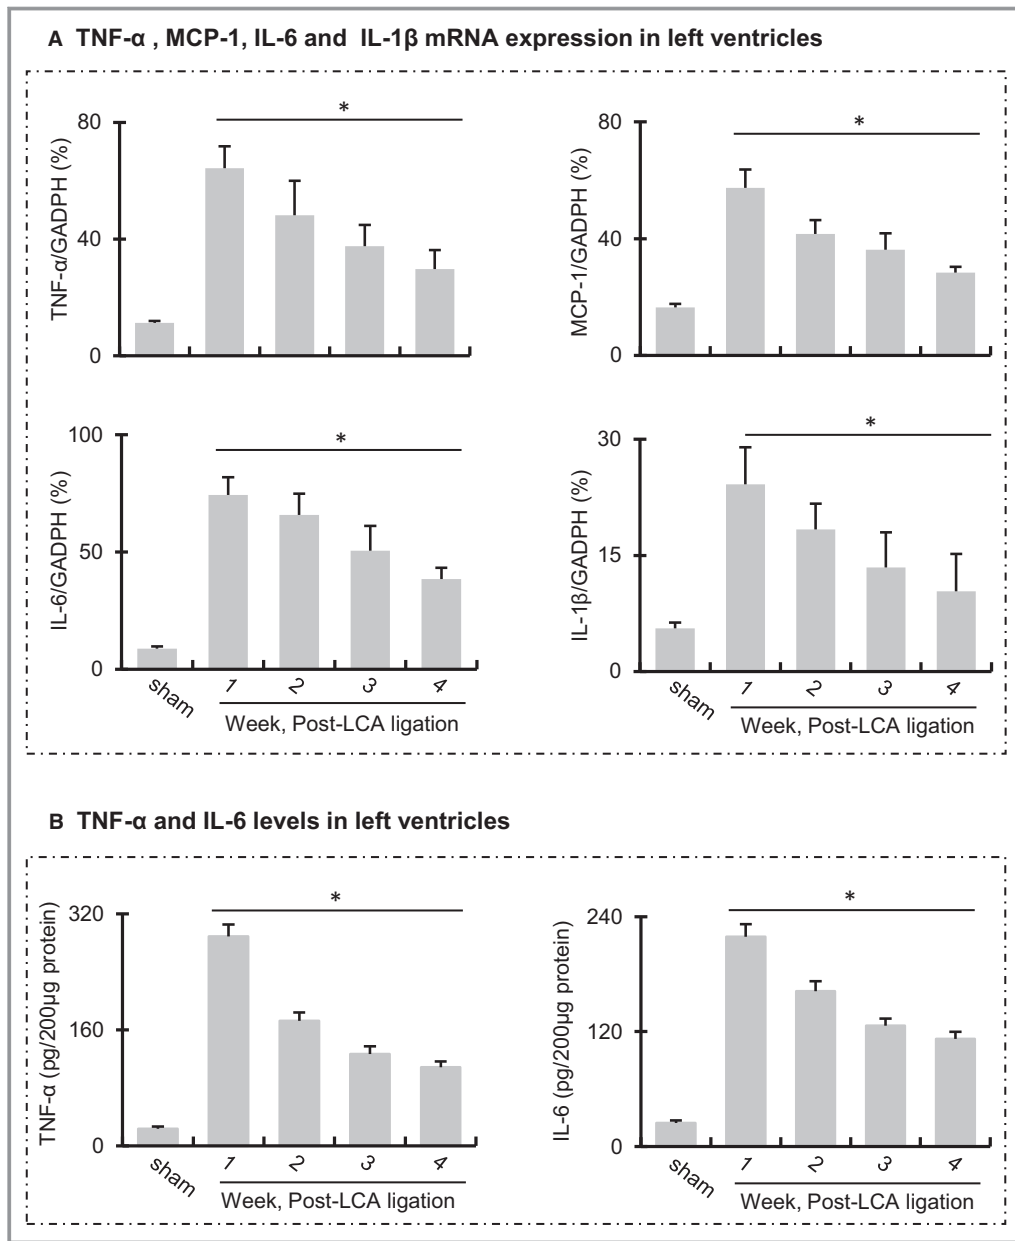 A TNF-α , MCP-1, IL-6 and IL-1β mRNA expression in left ventricles
TNF-α/GADPH (%)
80
40
0
*
MCP-1/GADPH (%)
80
40
0
*
IL-6/GADPH (%)
100
50
0
*
sham 1 2 3 4
Week, Post-LCA ligation
IL-1β/GADPH (%)
30
15
0
*
sham 1 2 3 4
Week, Post-LCA ligation
B TNF-α and IL-6 levels in left ventricles
TNF-α (pg/200µg protein)
320
160
0
*
sham 1 2 3 4
Week, Post-LCA ligation
IL-6 (pg/200µg protein)
240
120
0
*
sham 1 2 3 4
Week, Post-LCA ligation